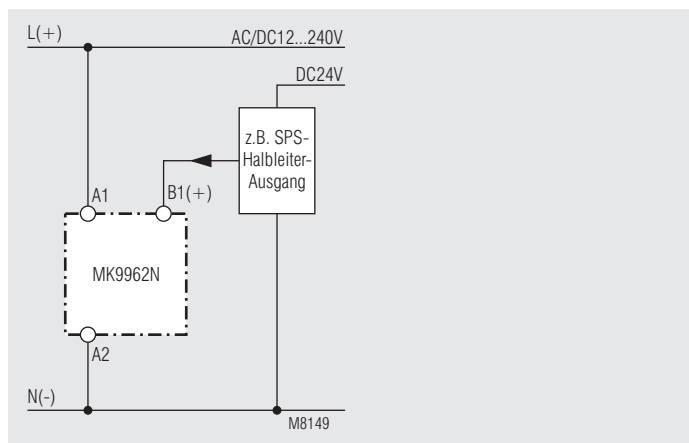 L(+)
AC/DC12...240V
DC24V
z.B. SPS-
Halbleiter-
Ausgang
A1
B1(+)
MK9962N
A2
N(-)
M8149